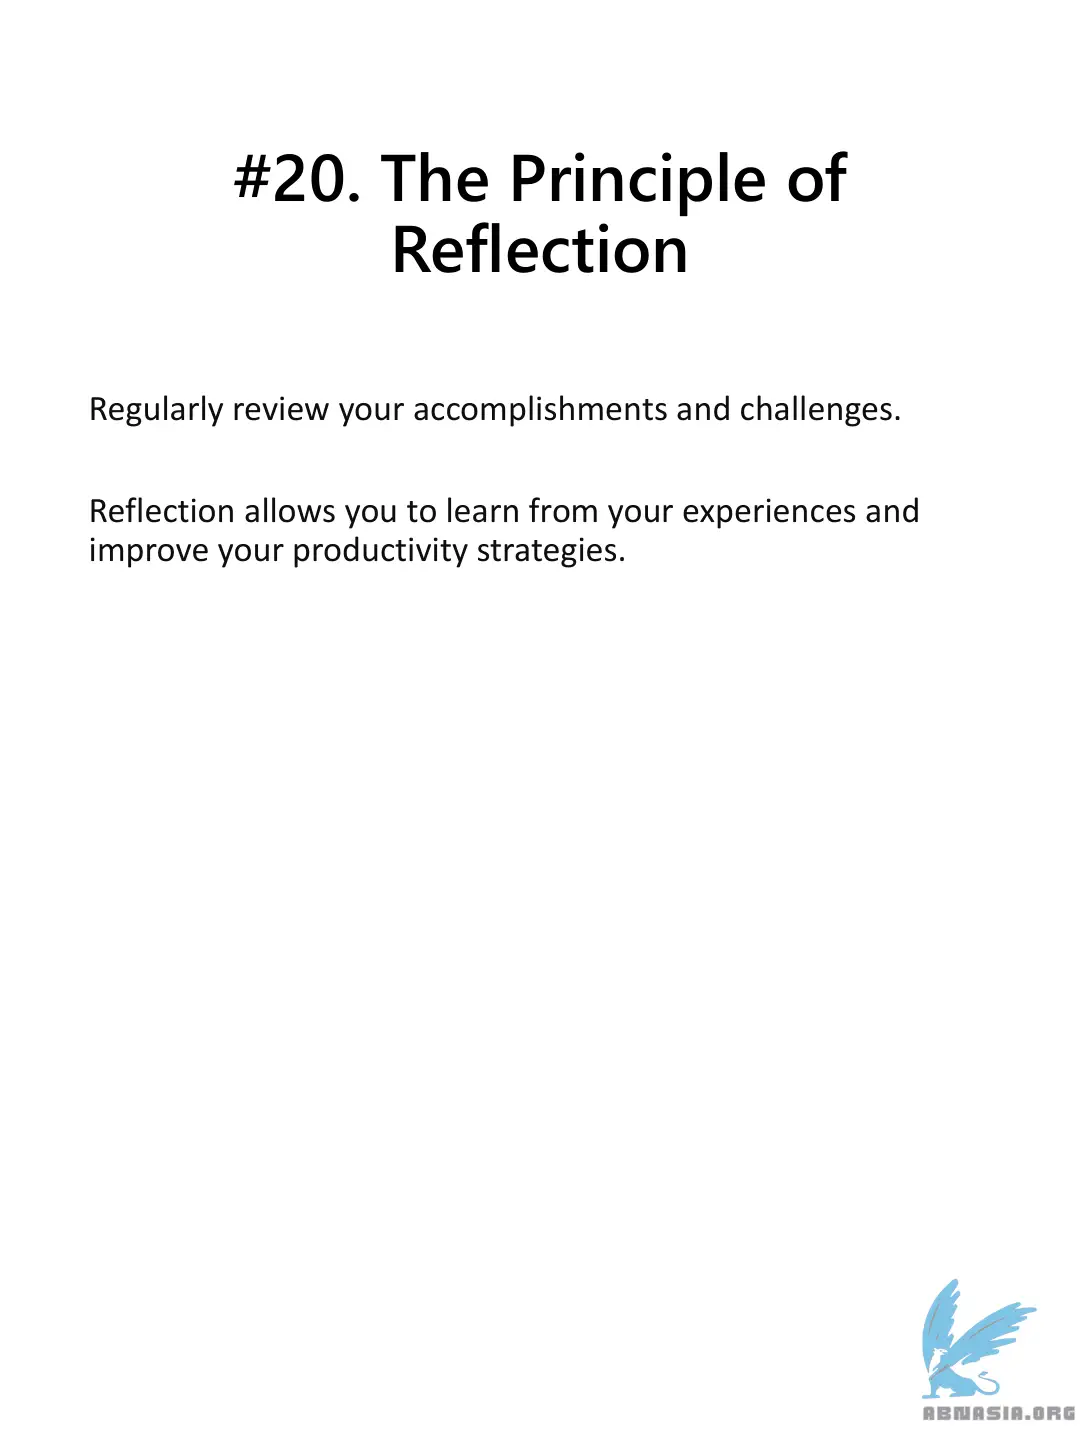 #20. The Principle of
Reflection
Regularly review your accomplishments and challenges.
Reflection allows you to learn from your experiences and
improve your productivity strategies.
ABNASIA.ORG